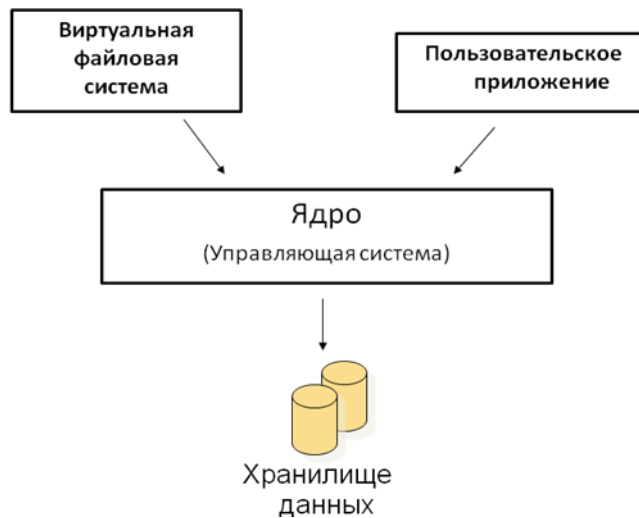 Виртуальная
файловая
система
Пользовательское
приложение
Ядро
(Управляющая система)
Хранилище
данных